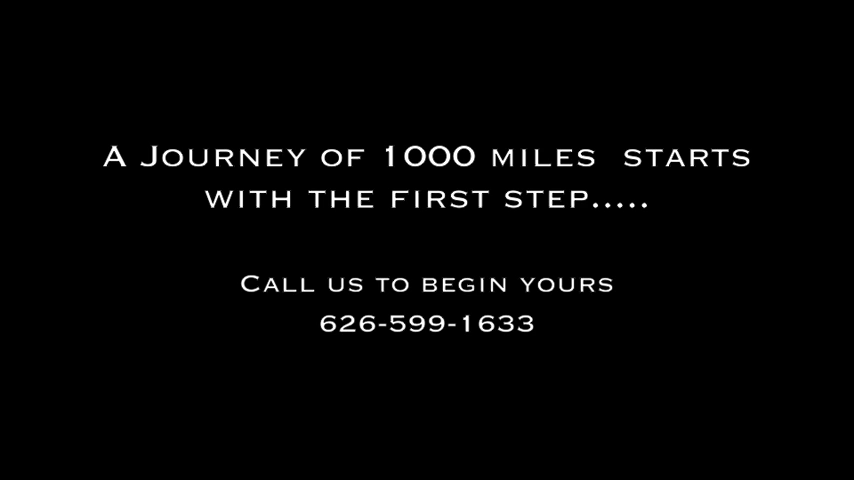 A Journey of 1000 miles  starts
with the first step.....
Call us to begin yours
626-599-1633